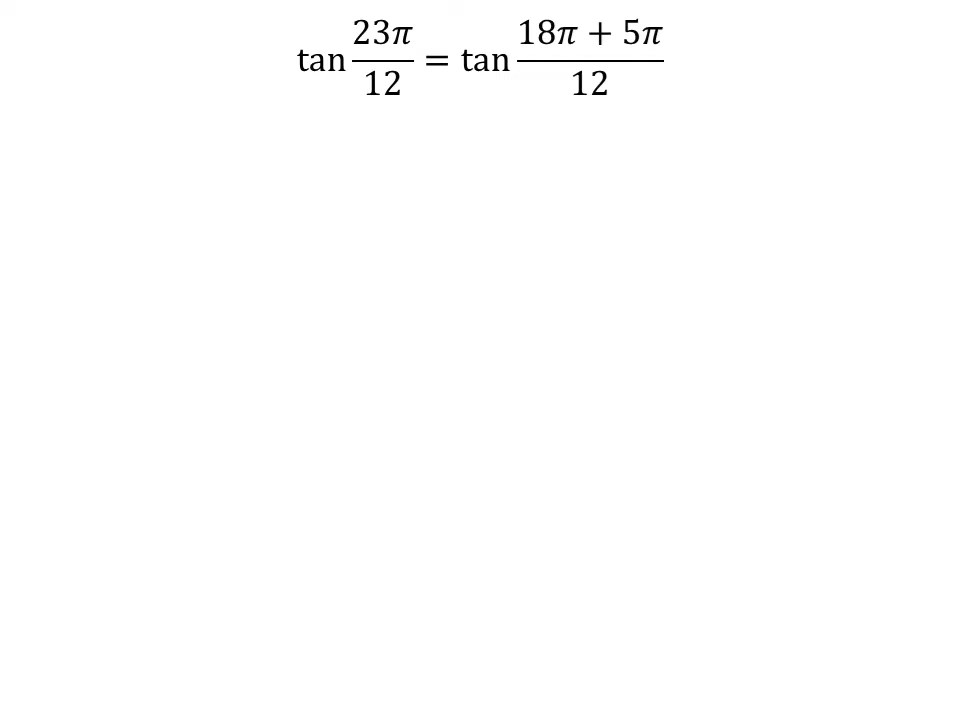 tan 23π/12 = tan (18π + 5π)/12